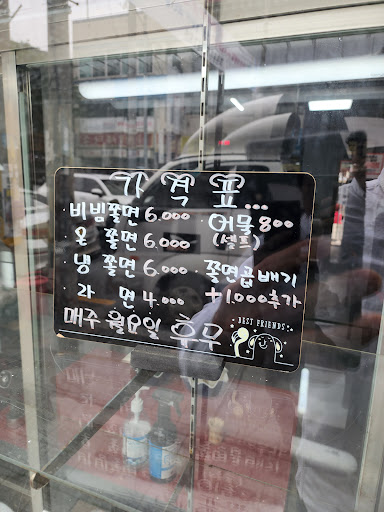 가격표...
비빔쫄면 6.000 어묵 800
온 쫄면 6.000 (셀프)
냉 쫄면 6.000 쫄면곱배기
라 면 4.000 +1.000추가
매주 월요일 휴무
BEST FRIENDS